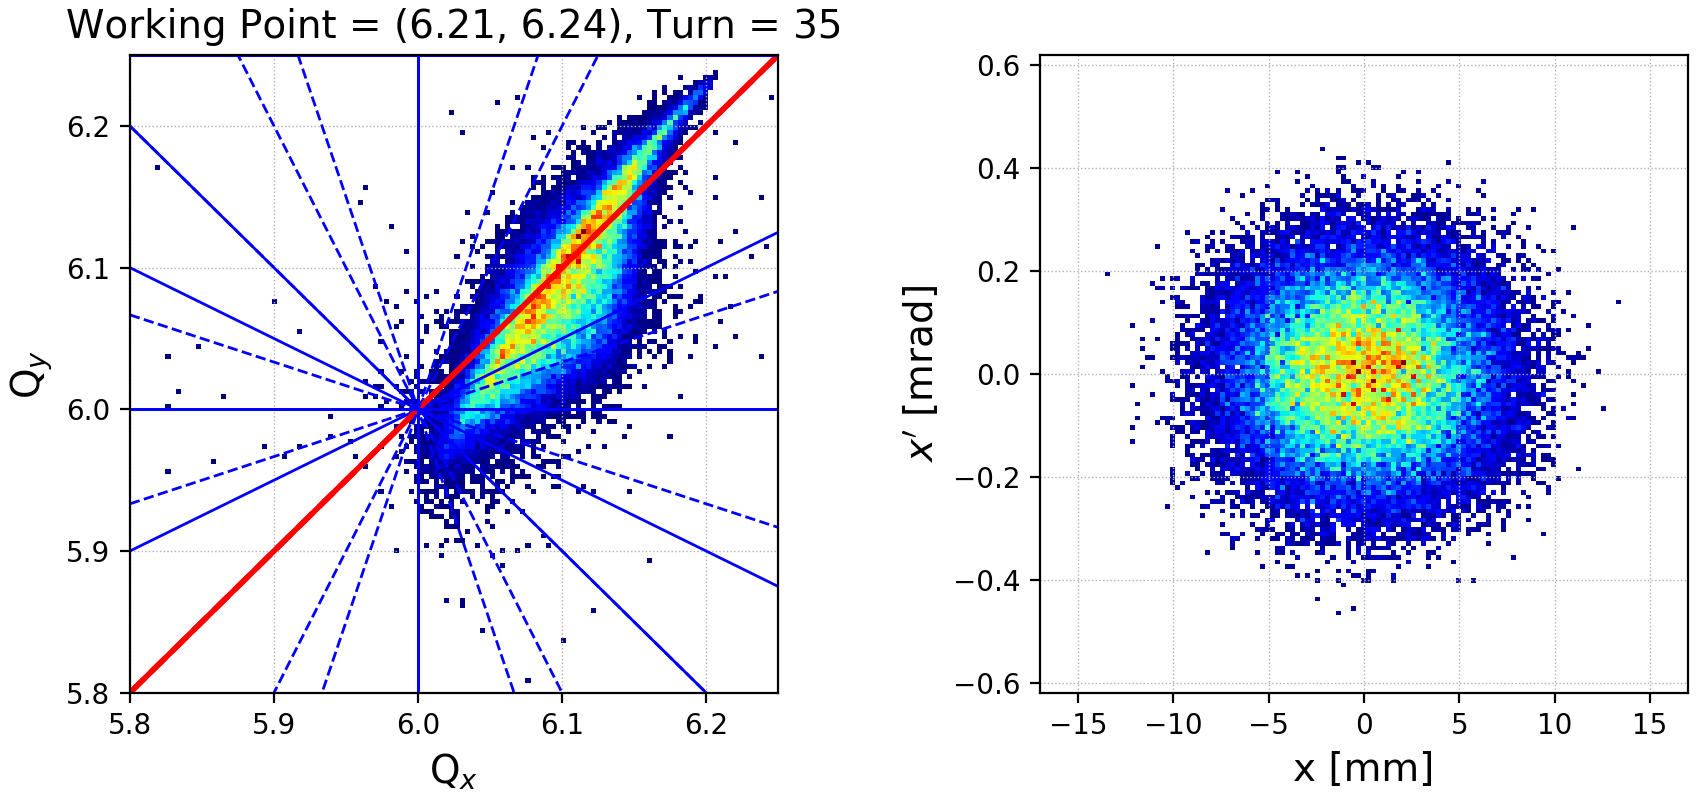 Working Point = (6.21, 6.24), Turn = 35
6.2
6.1
6.0
5.9
5.8
Q_y
5.8 5.9 6.0 6.1 6.2
Q_x
0.6
0.4
0.2
0.0
−0.2
−0.4
−0.6
x′ [mrad]
−15 −10 −5 0 5 10 15
x [mm]